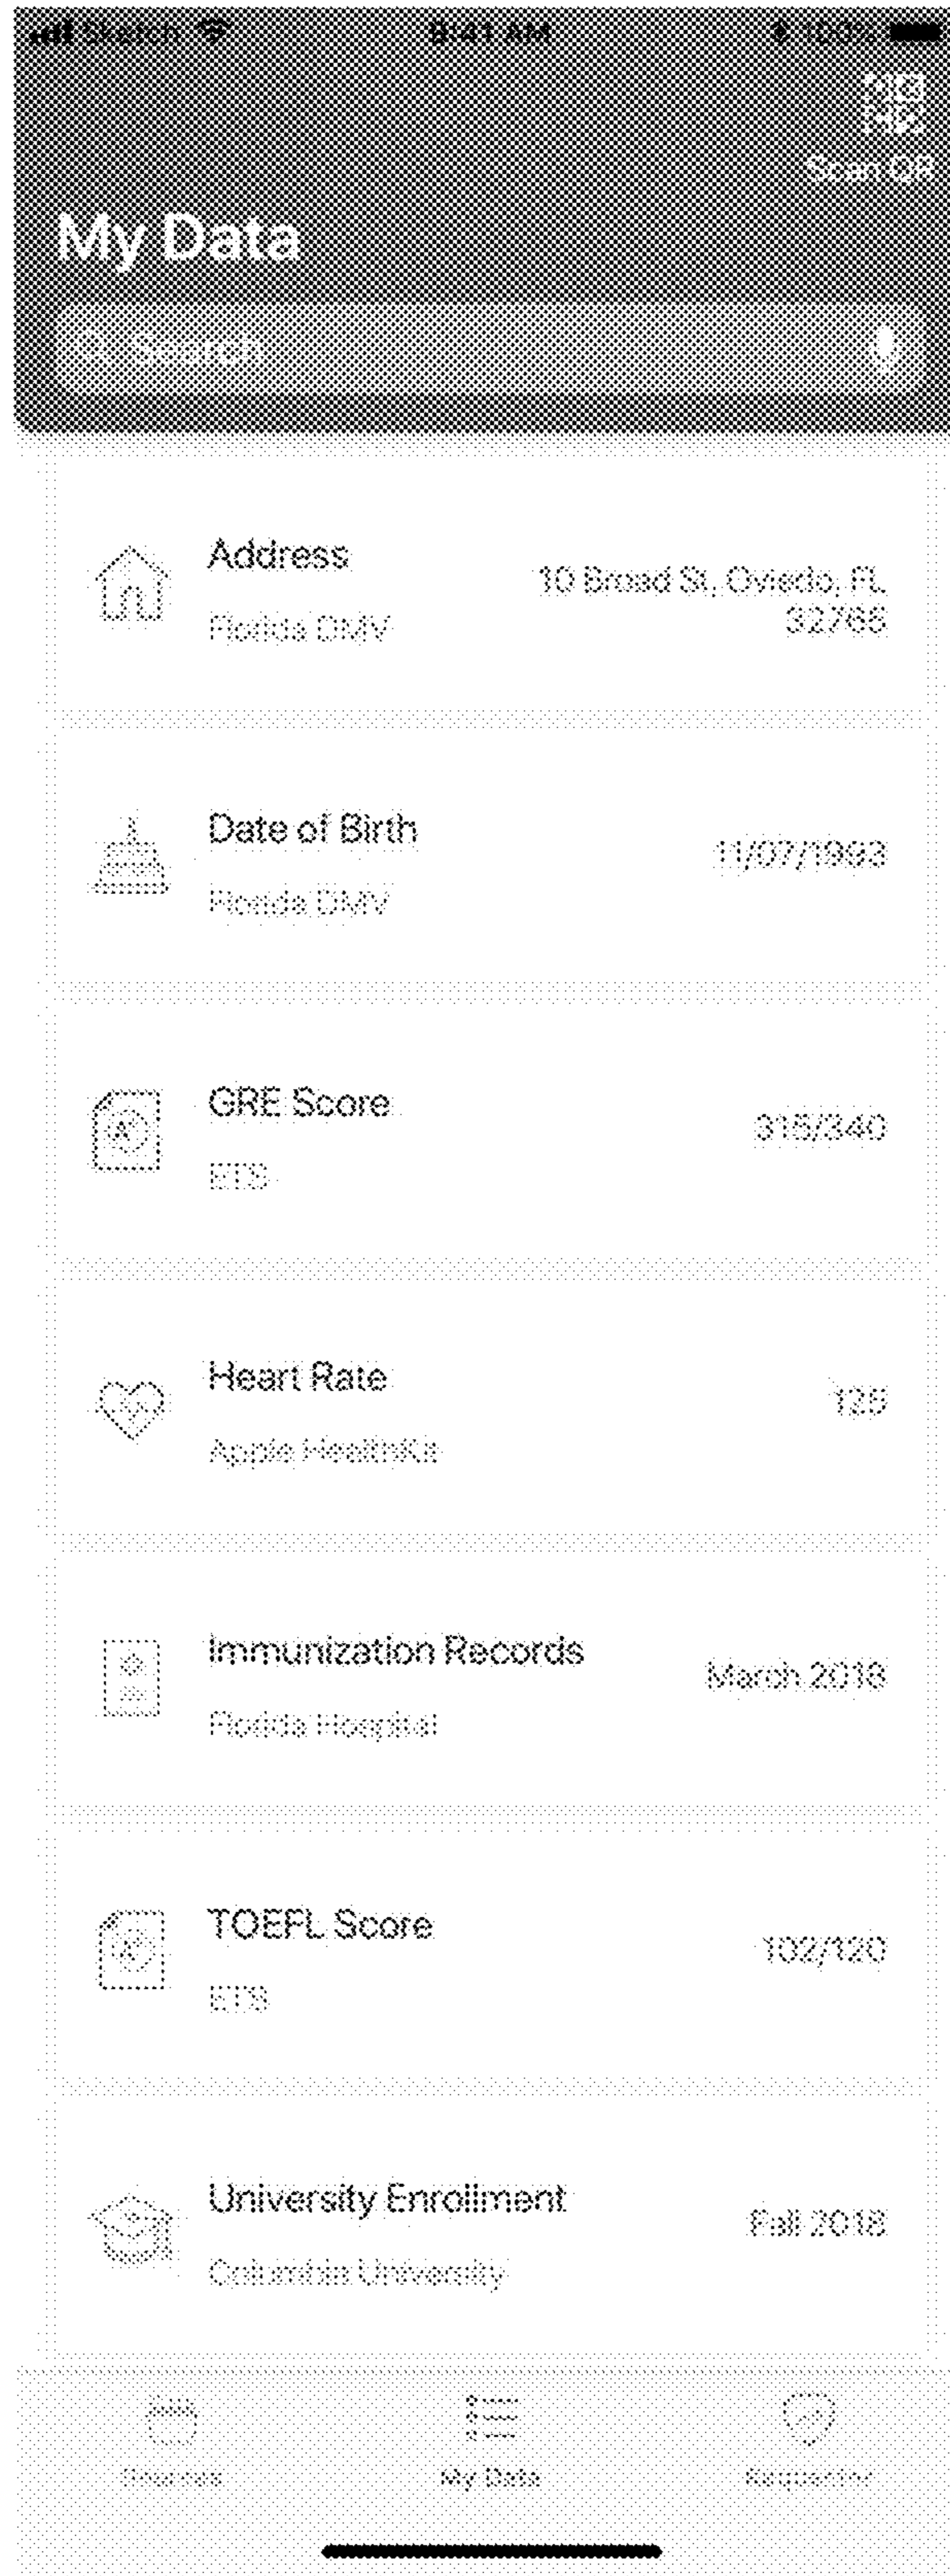 Sketch 9:41 AM 100%
Scan QR
My Data
Search
Address
10 Broad St, Oviedo, FL
32766
Florida DMV
Date of Birth
11/07/1993
Florida DMV
GRE Score
315/340
ETS
Heart Rate
125
Apple HealthKit
Immunization Records
March 2018
Florida Hospital
TOEFL Score
102/120
ETS
University Enrollment
Fall 2018
Columbia University
Sources My Data